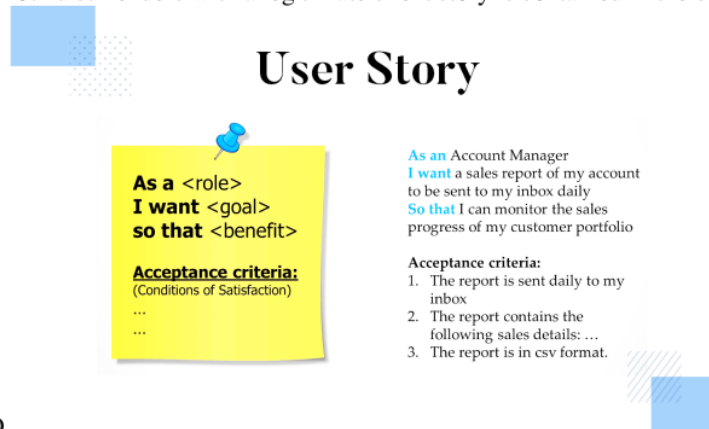 User Story
As a <role>
I want <goal>
so that <benefit>
Acceptance criteria:
(Conditions of Satisfaction)
...
...
As an Account Manager
I want a sales report of my account
to be sent to my inbox daily
So that I can monitor the sales
progress of my customer portfolio
Acceptance criteria:
1. The report is sent daily to my
inbox
2. The report contains the
following sales details: …
3. The report is in csv format.